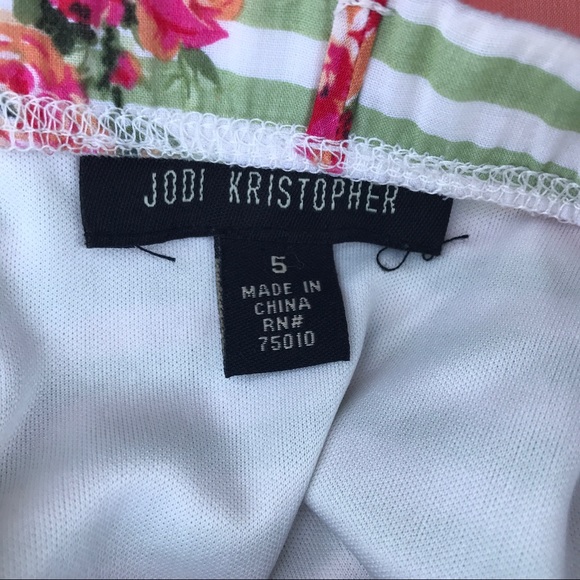 JODI KRISTOPHER
5
MADE IN
CHINA
RN#
75010